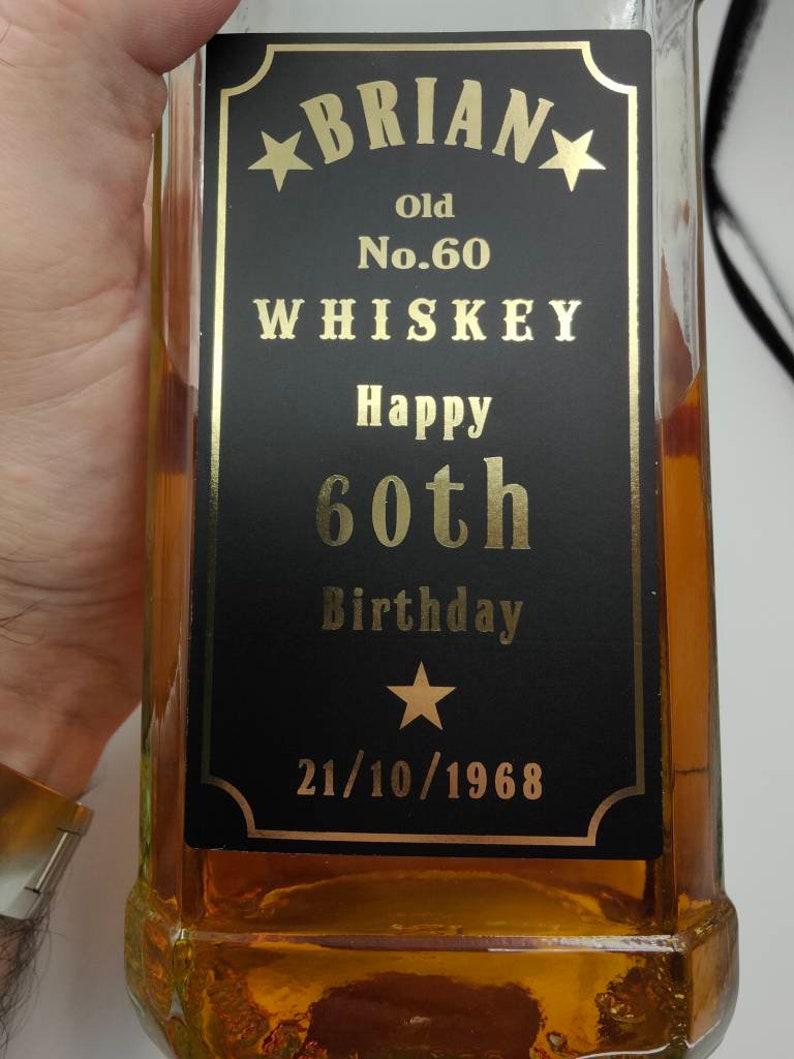 BRIAN
Old
No.60
WHISKEY
Happy
60th
Birthday
21/10/1968